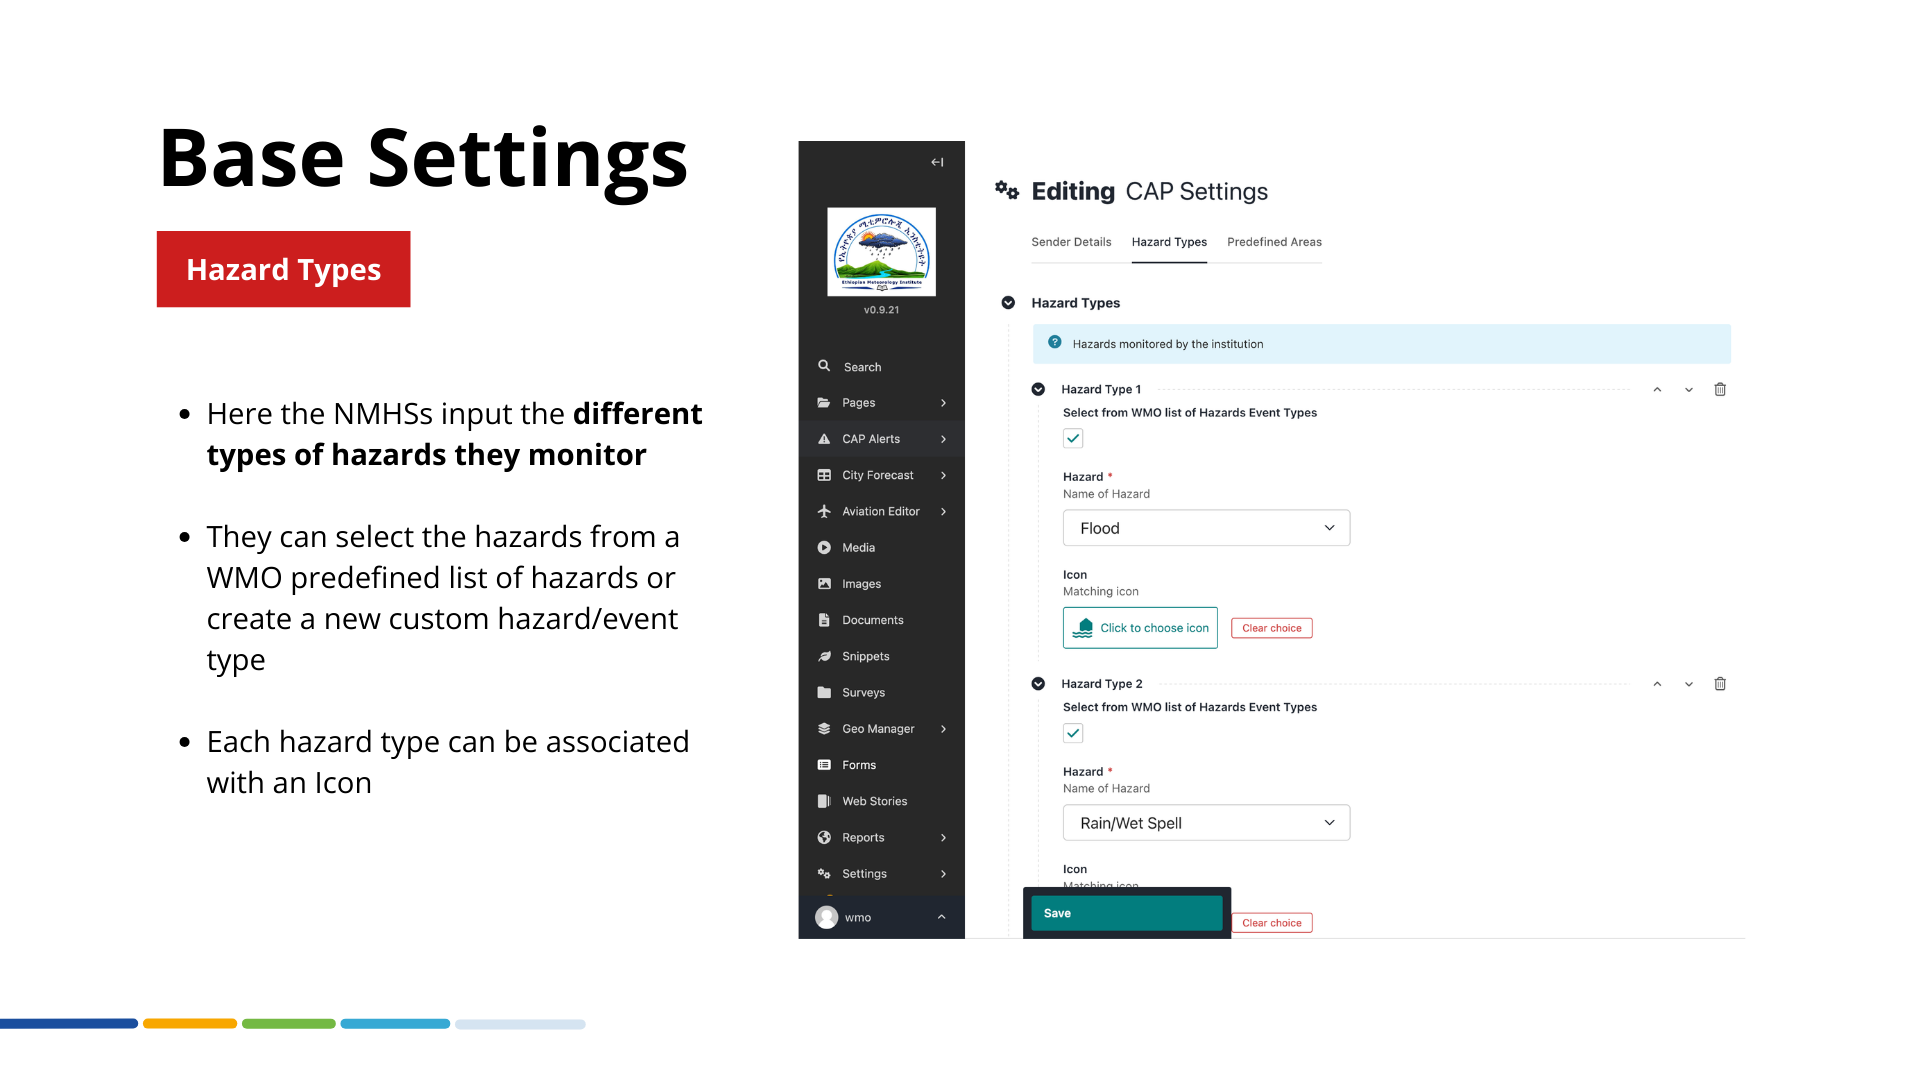 Base Settings
Hazard Types
Here the NMHSs input the different
types of hazards they monitor
They can select the hazards from a
WMO predefined list of hazards or
create a new custom hazard/event
type
Each hazard type can be associated
with an Icon
Ethiopian Meteorology Institute
v0.9.21
Search
Pages
CAP Alerts
City Forecast
Aviation Editor
Media
Images
Documents
Snippets
Surveys
Geo Manager
Forms
Web Stories
Reports
Settings
wmo
Editing CAP Settings
Sender Details Hazard Types Predefined Areas
Hazard Types
Hazards monitored by the institution
Hazard Type 1
Select from WMO list of Hazards Event Types
Hazard *
Name of Hazard
Flood
Icon
Matching icon
Click to choose icon Clear choice
Hazard Type 2
Select from WMO list of Hazards Event Types
Hazard *
Name of Hazard
Rain/Wet Spell
Icon
Matching icon
Save
Clear choice